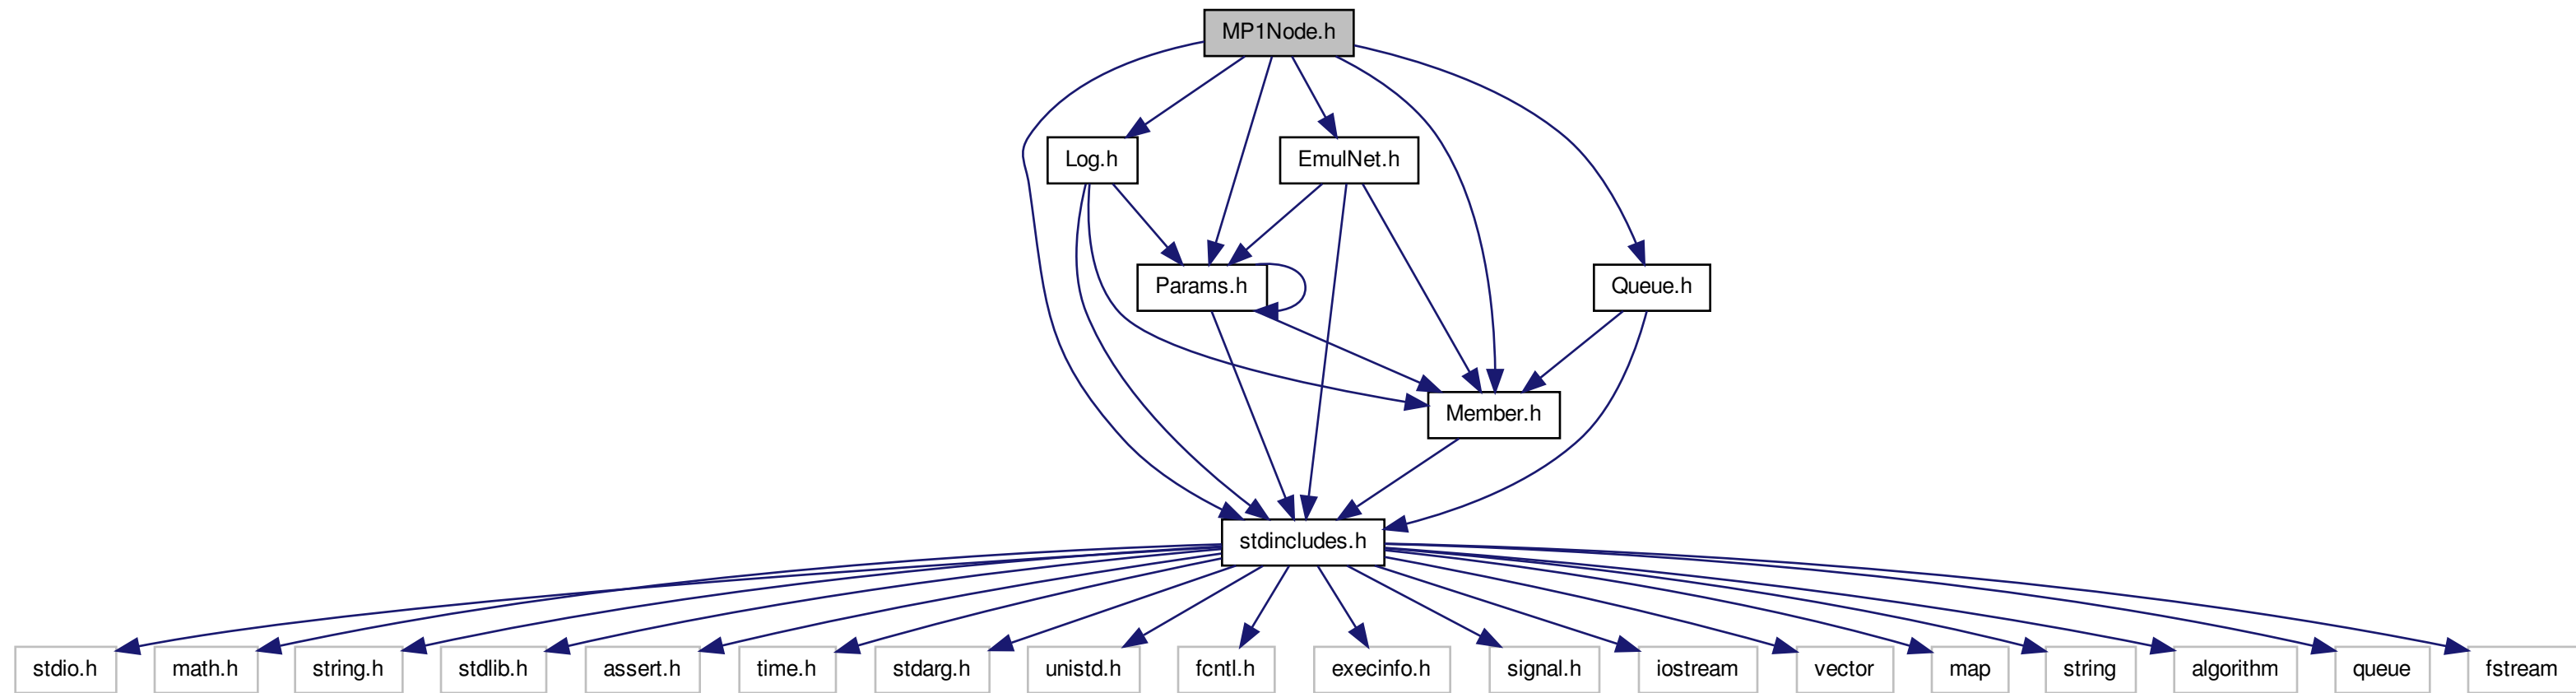 MP1Node.h
Log.h
EmulNet.h
Params.h
Queue.h
Member.h
stdincludes.h
stdio.h
math.h
string.h
stdlib.h
assert.h
time.h
stdarg.h
unistd.h
fcntl.h
execinfo.h
signal.h
iostream
vector
map
string
algorithm
queue
fstream